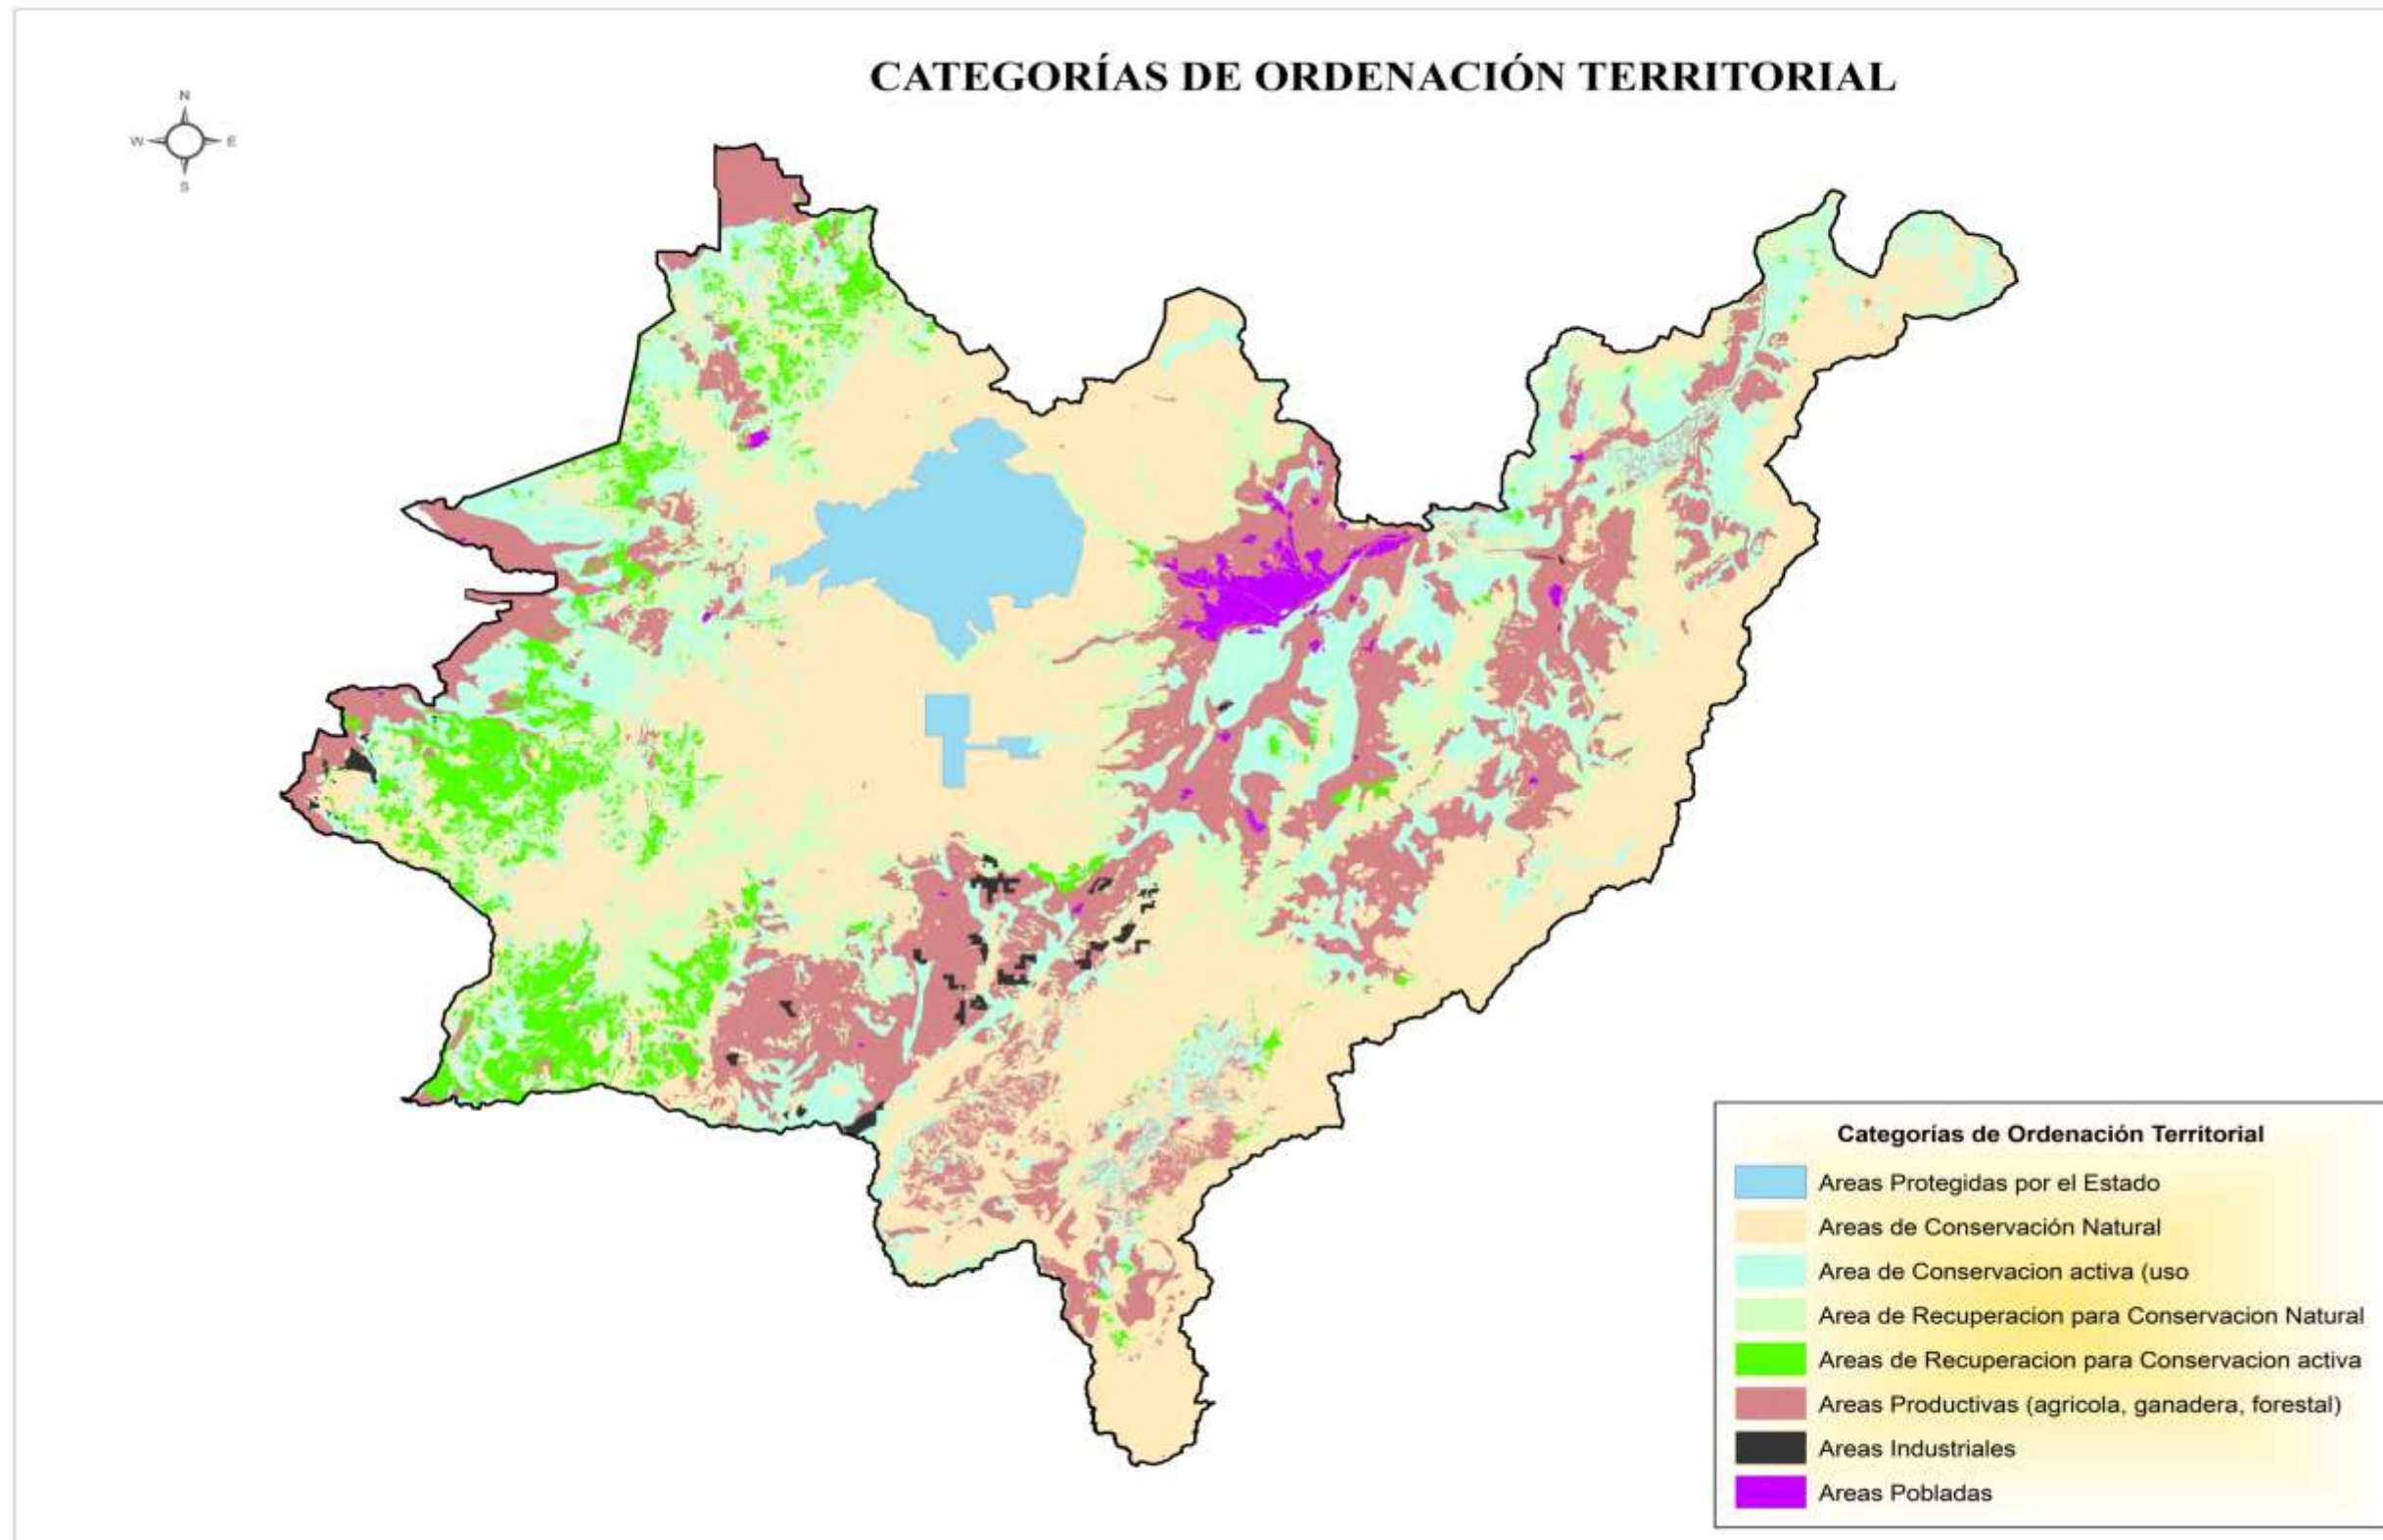 CATEGORÍAS DE ORDENACIÓN TERRITORIAL
N
W E
S
Categorías de Ordenación Territorial
Areas Protegidas por el Estado
Areas de Conservación Natural
Area de Conservacion activa (uso
Area de Recuperacion para Conservacion Natural
Areas de Recuperacion para Conservacion activa
Areas Productivas (agricola, ganadera, forestal)
Areas Industriales
Areas Pobladas